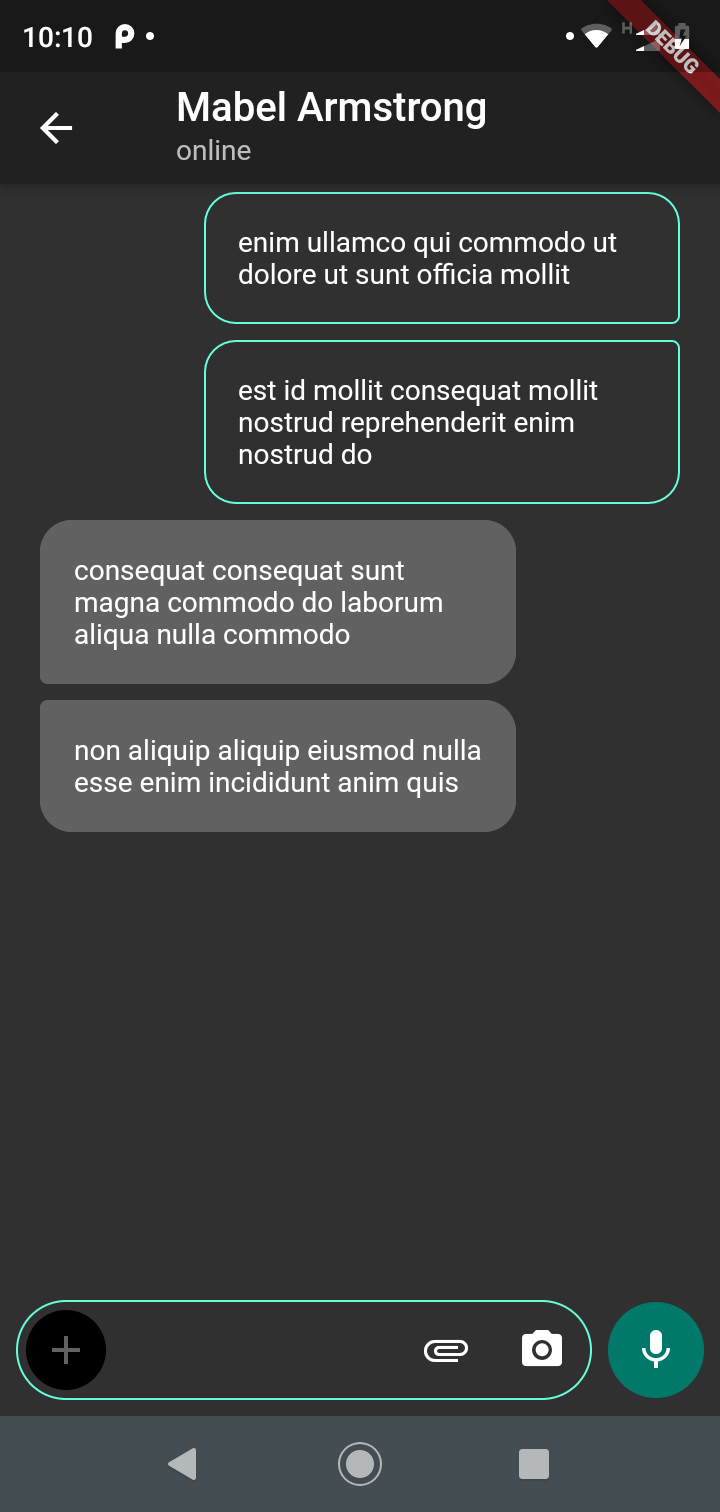 10:10
H
DEBUG
Mabel Armstrong
online
enim ullamco qui commodo ut
dolore ut sunt officia mollit
est id mollit consequat mollit
nostrud reprehenderit enim
nostrud do
consequat consequat sunt
magna commodo do laborum
aliqua nulla commodo
non aliquip aliquip eiusmod nulla
esse enim incididunt anim quis